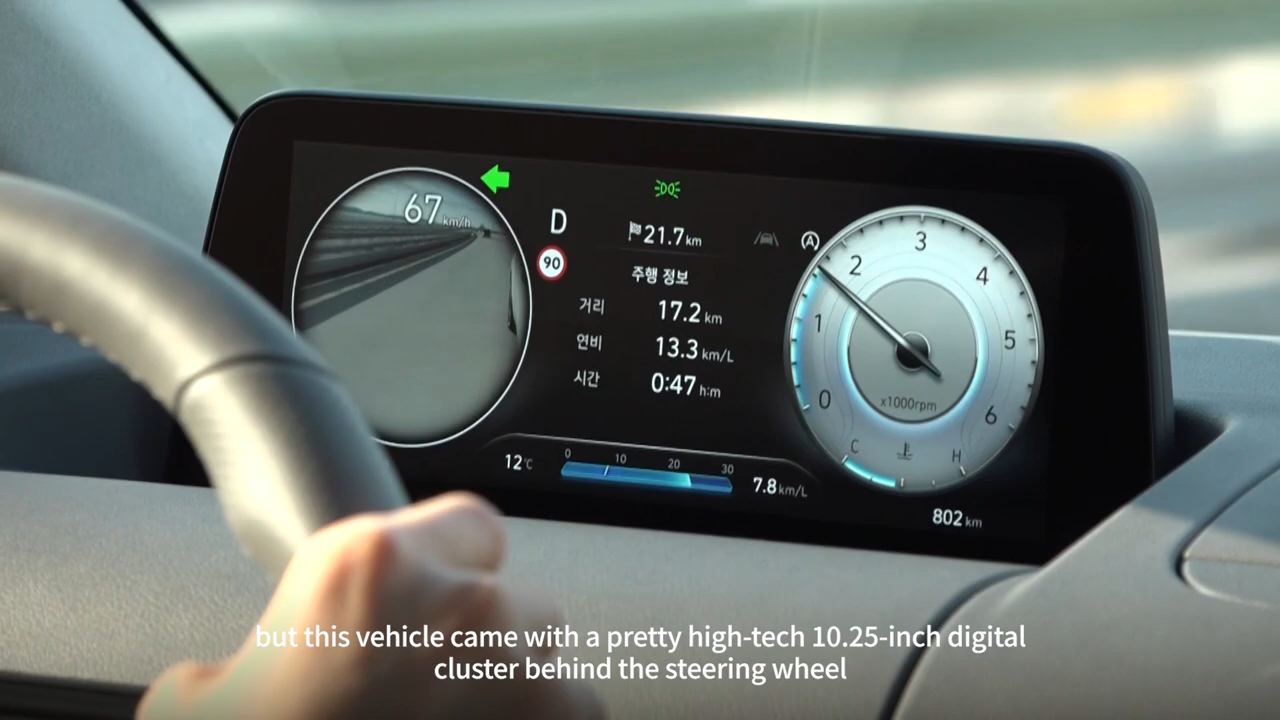 67 km/h
D
90
21.7 km
주행 정보
거리 17.2 km
연비 13.3 km/L
시간 0:47 h:m
12℃
0 10 20 30
7.8 km/L
A
0 1 2 3 4 5 6
x1000rpm
C H
802 km
but this vehicle came with a pretty high-tech 10.25-inch digital
cluster behind the steering wheel